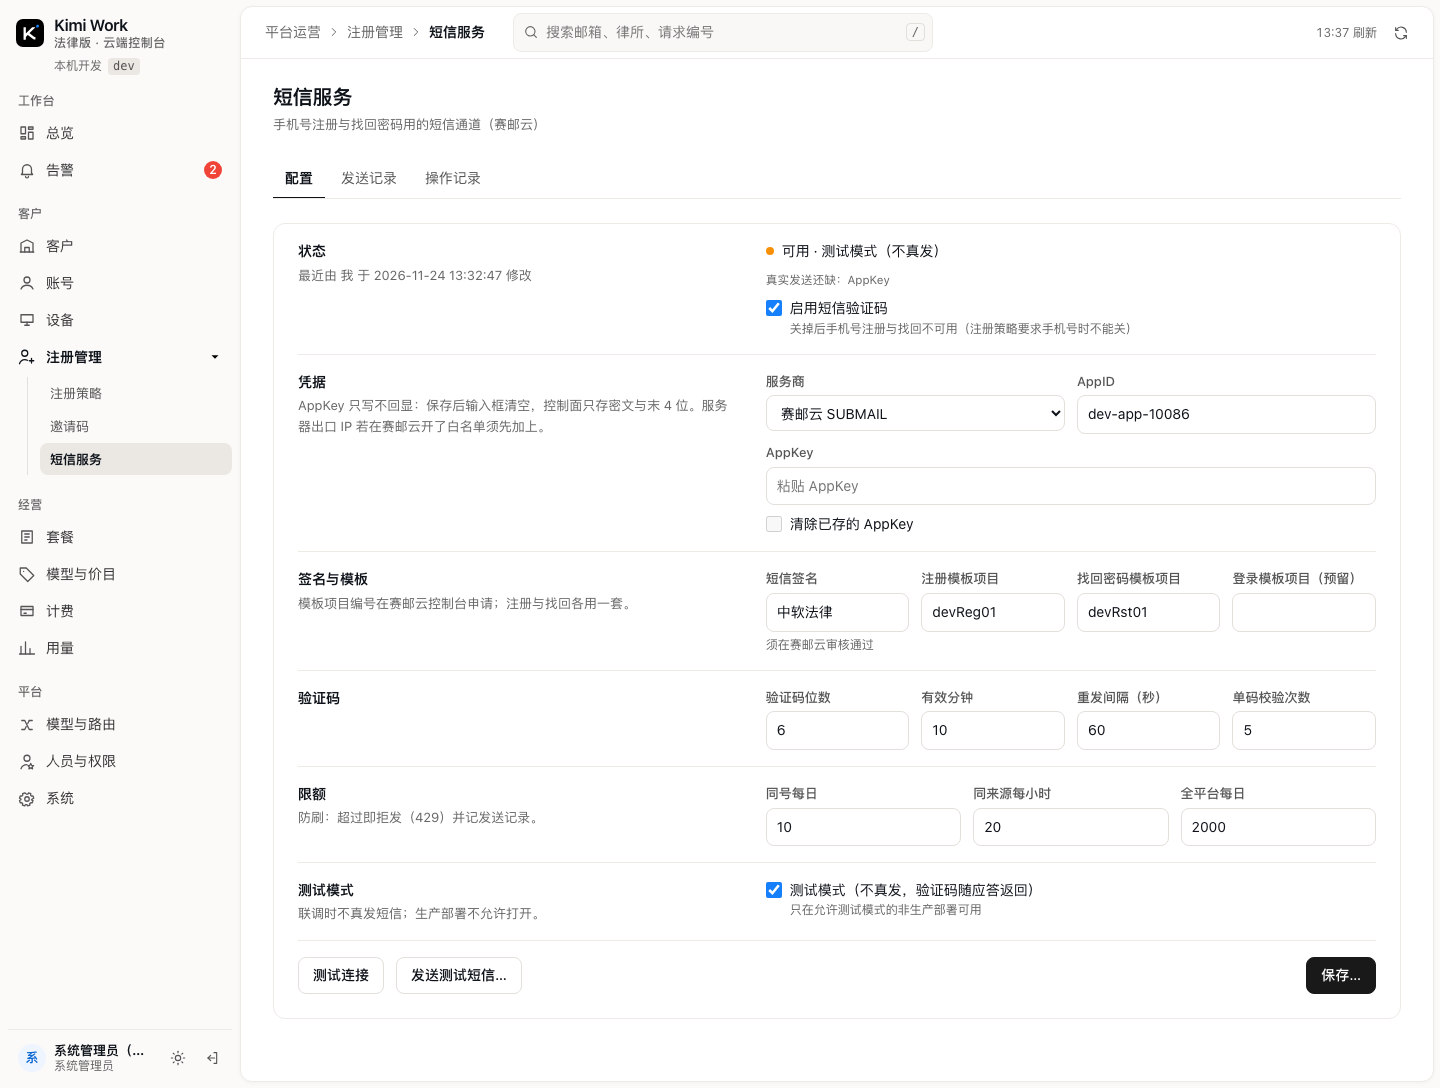 Kimi Work
法律版 · 云端控制台
本机开发 dev
工作台
总览
告警 2
客户
客户
账号
设备
注册管理
注册策略
邀请码
短信服务
经营
套餐
模型与价目
计费
用量
平台
模型与路由
人员与权限
系统
系
系统管理员（...
系统管理员
平台运营 > 注册管理 > 短信服务
搜索邮箱、律所、请求编号 /
13:37 刷新
短信服务
手机号注册与找回密码用的短信通道（赛邮云）
配置 发送记录 操作记录
状态
最近由 我 于 2026-11-24 13:32:47 修改
可用 · 测试模式（不真发）
真实发送还缺：AppKey
启用短信验证码
关掉后手机号注册与找回不可用（注册策略要求手机号时不能关）
凭据
AppKey 只写不回显：保存后输入框清空，控制面只存密文与末 4 位。服务
器出口 IP 若在赛邮云开了白名单须先加上。
服务商 AppID
赛邮云 SUBMAIL dev-app-10086
AppKey
粘贴 AppKey
清除已存的 AppKey
签名与模板
模板项目编号在赛邮云控制台申请；注册与找回各用一套。
短信签名 注册模板项目 找回密码模板项目 登录模板项目（预留）
中软法律 devReg01 devRst01
须在赛邮云审核通过
验证码
验证码位数 有效分钟 重发间隔（秒） 单码校验次数
6 10 60 5
限额
防刷：超过即拒发（429）并记发送记录。
同号每日 同来源每小时 全平台每日
10 20 2000
测试模式
联调时不真发短信；生产部署不允许打开。
测试模式（不真发，验证码随应答返回）
只在允许测试模式的非生产部署可用
测试连接 发送测试短信... 保存...